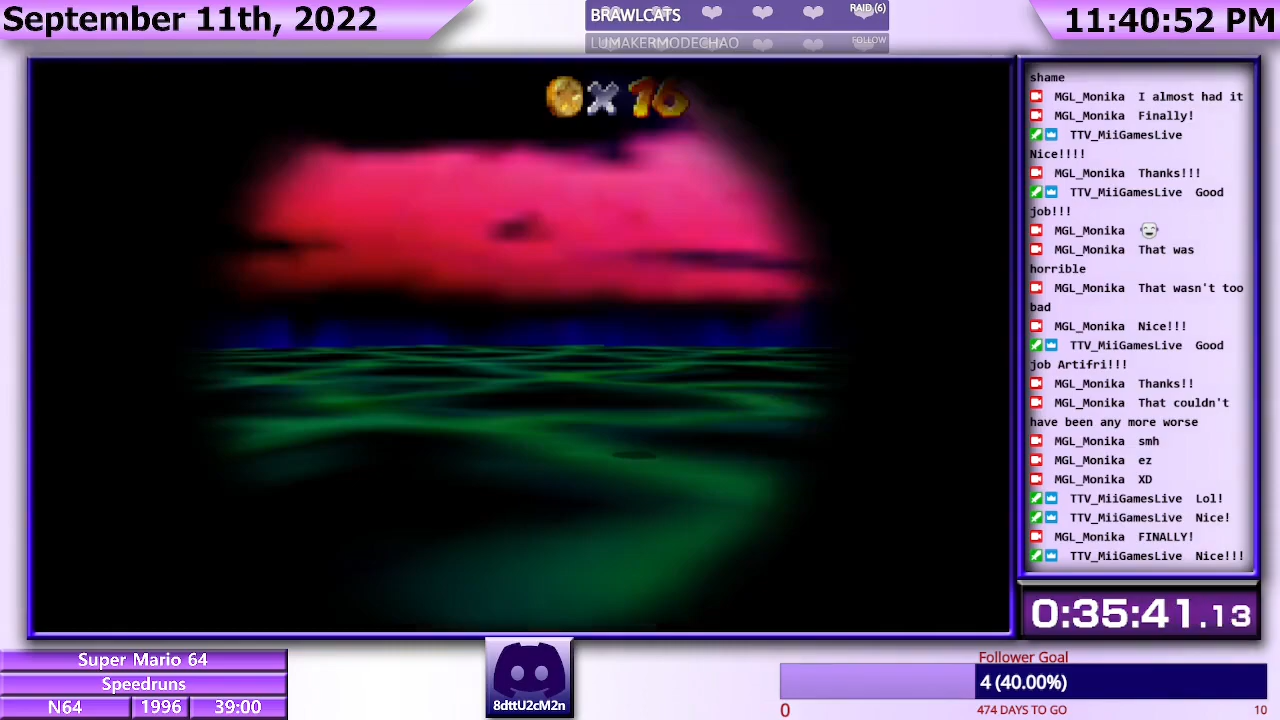 September 11th, 2022
BRAWLCATS
RAID (6)
LUMAKERMODECHAO
FOLLOW
11:40:52 PM
× 16
shame
MGL_Monika I almost had it
MGL_Monika Finally!
TTV_MiiGamesLive
Nice!!!!
MGL_Monika Thanks!!!
TTV_MiiGamesLive Good
job!!!
MGL_Monika
MGL_Monika That was
horrible
MGL_Monika That wasn't too
bad
MGL_Monika Nice!!!
TTV_MiiGamesLive Good
job Artifri!!!
MGL_Monika Thanks!!
MGL_Monika That couldn't
have been any more worse
MGL_Monika smh
MGL_Monika ez
MGL_Monika XD
TTV_MiiGamesLive Lol!
TTV_MiiGamesLive Nice!
MGL_Monika FINALLY!
TTV_MiiGamesLive Nice!!!
0:35:41.13
Super Mario 64
Speedruns
N64 1996 39:00
8dttU2cM2n
Follower Goal
4 (40.00%)
0 474 DAYS TO GO 10